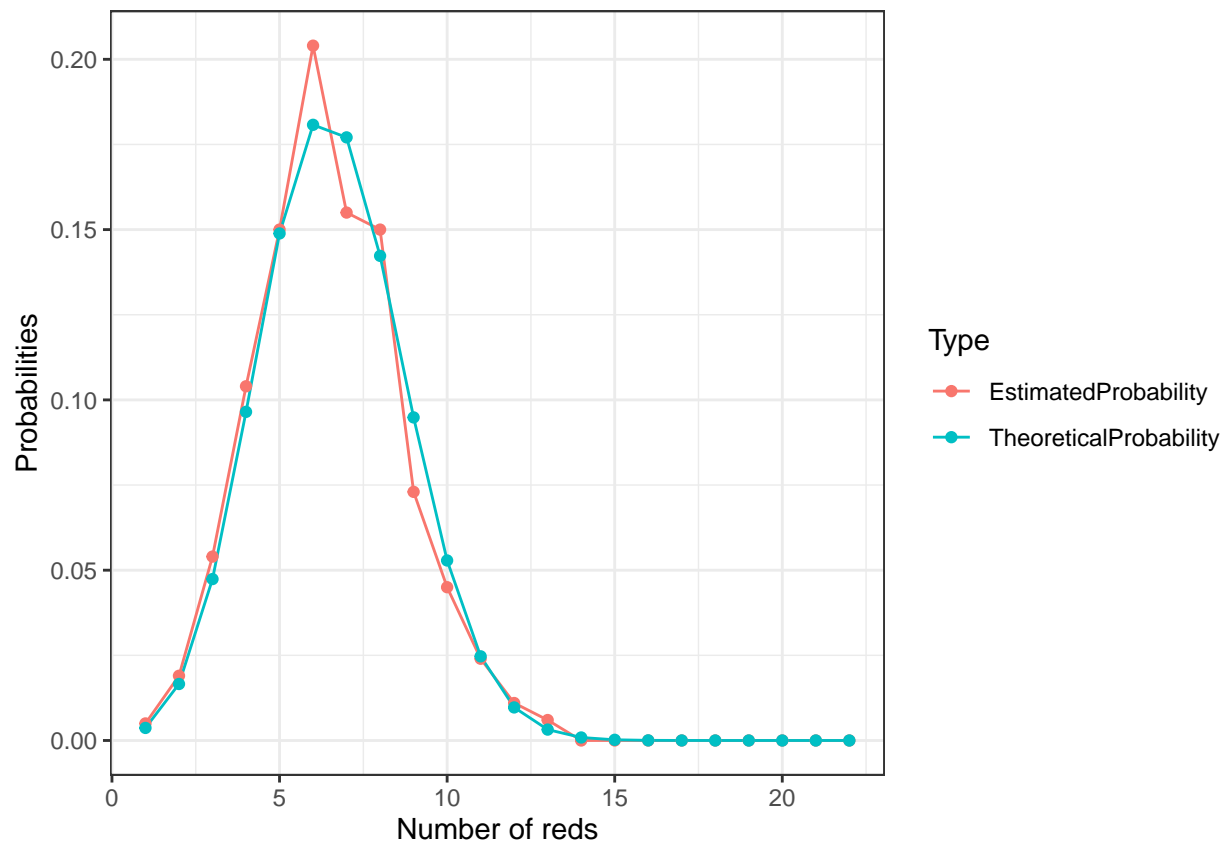 0.20
0.15
0.10
0.05
0.00
0 5 10 15 20
Number of reds
Probabilities
Type
EstimatedProbability
TheoreticalProbability